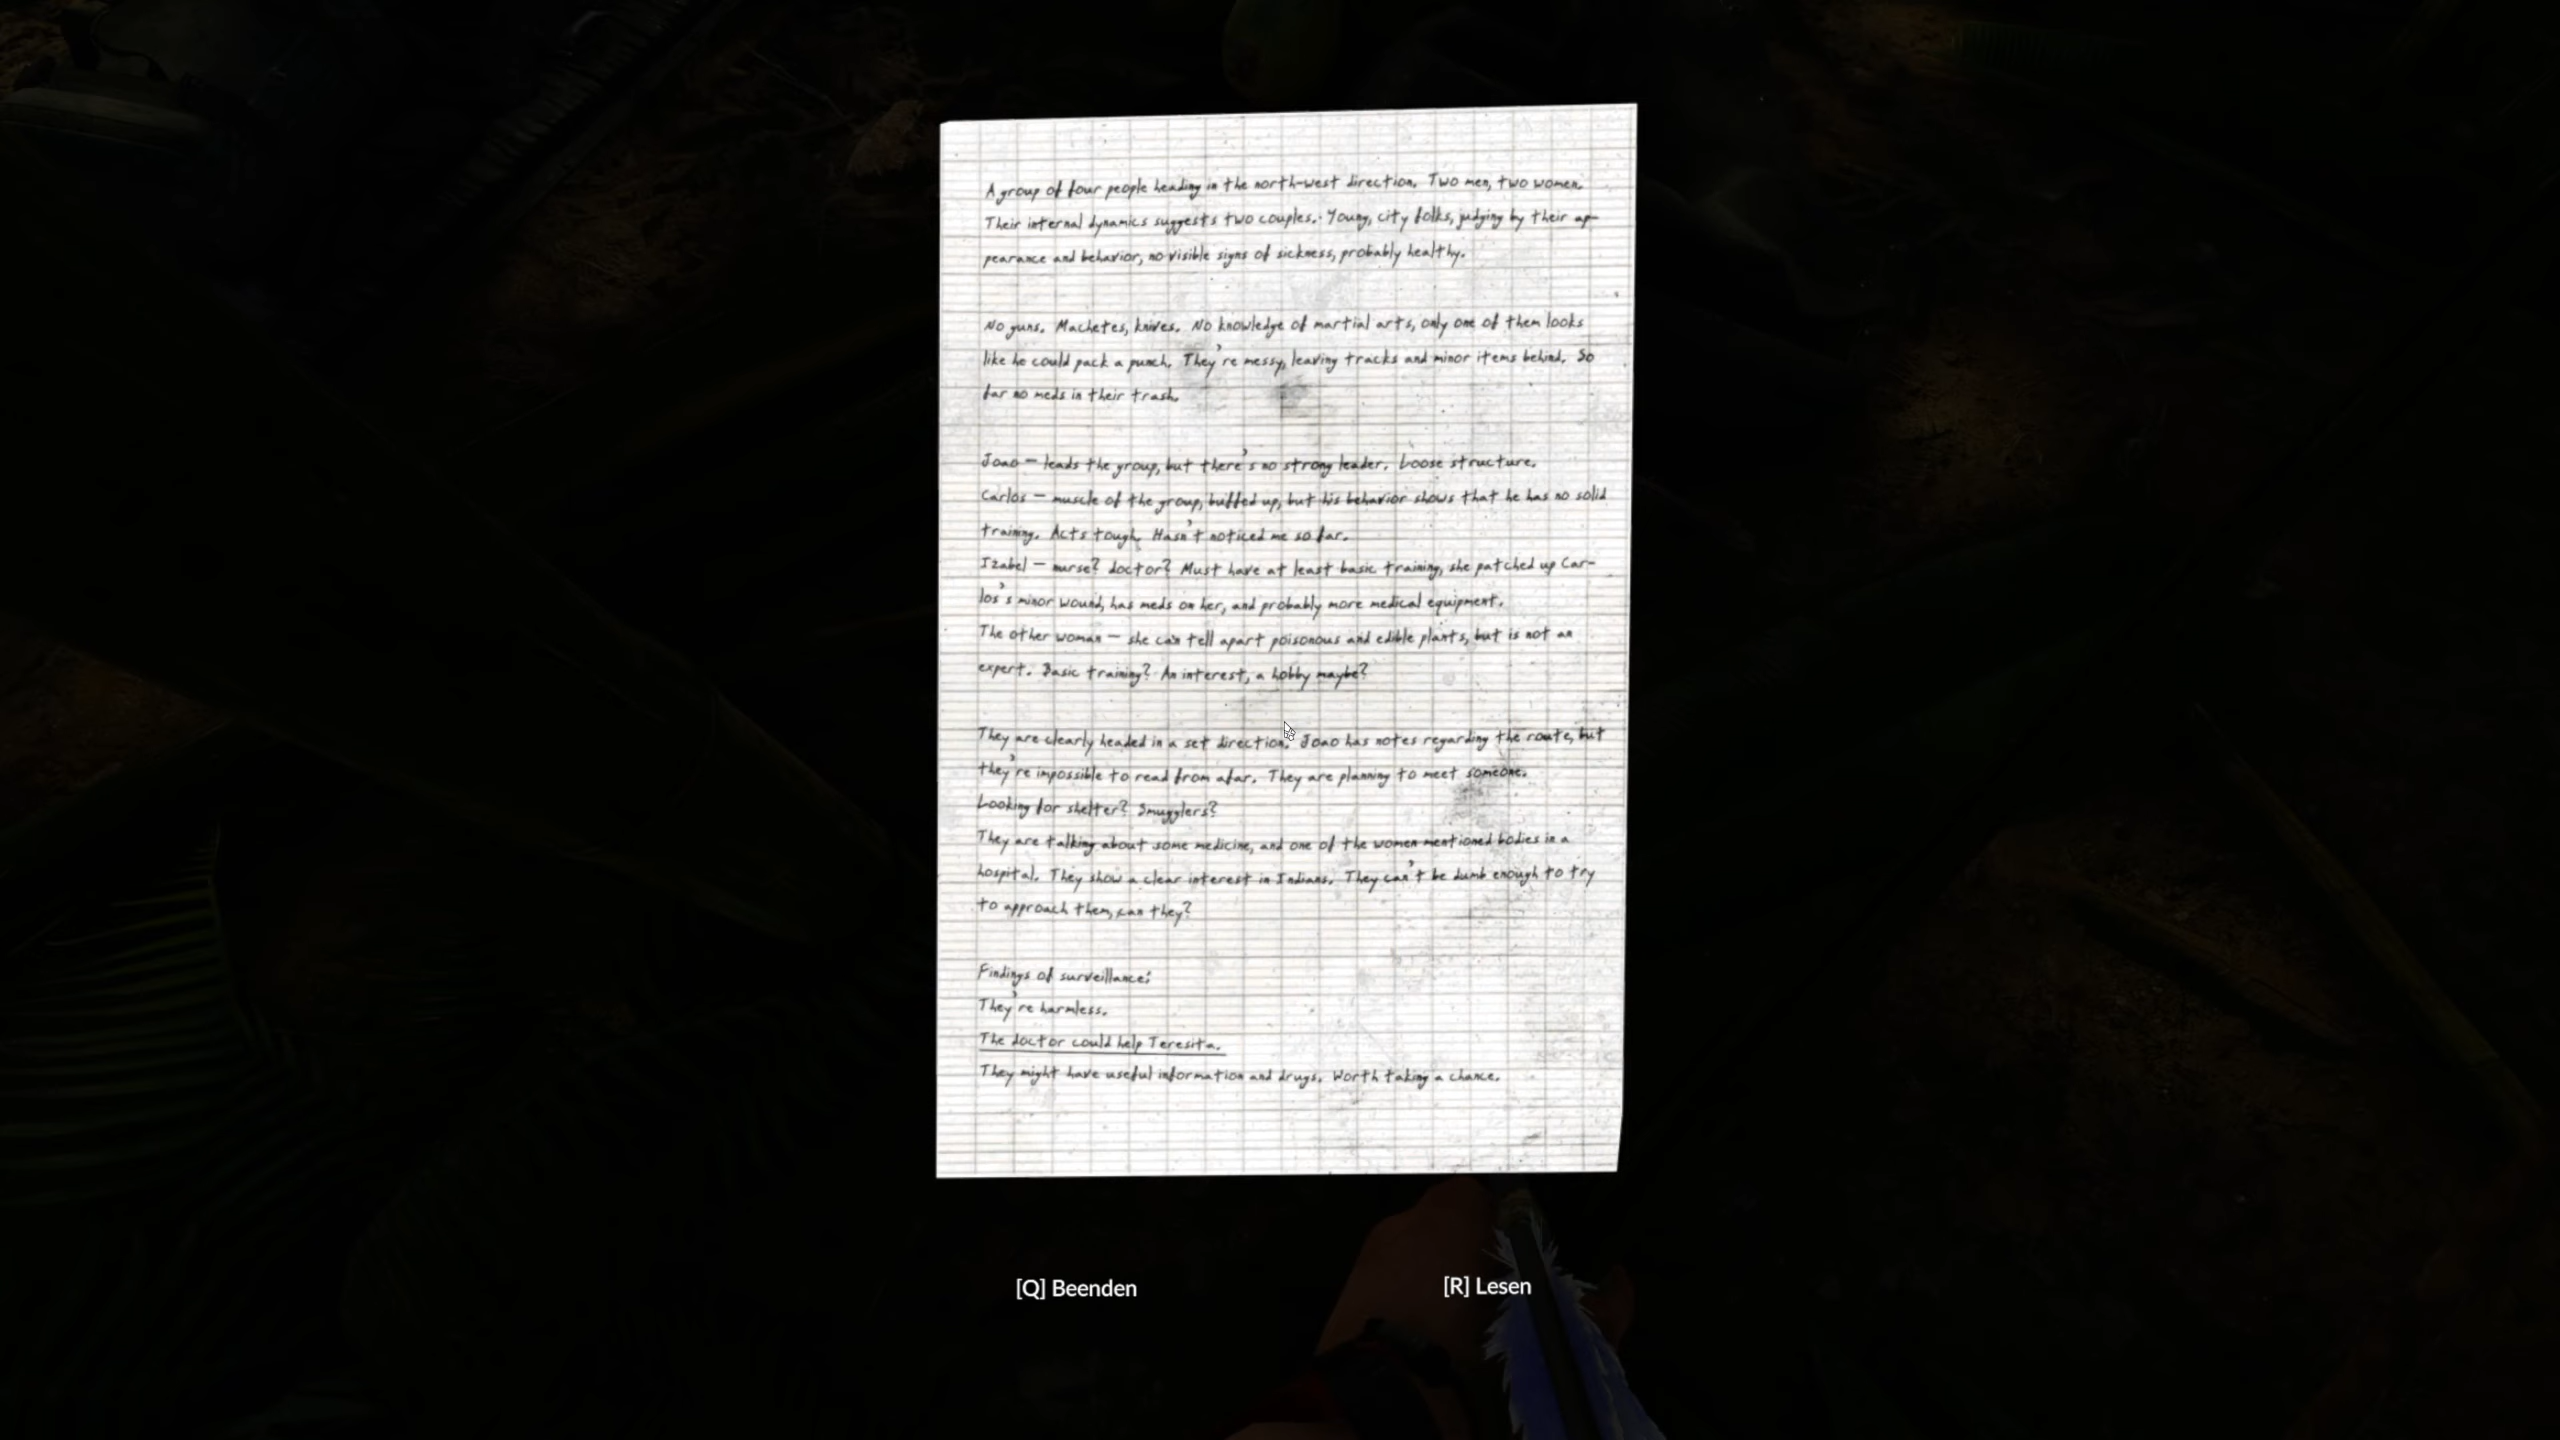 A group of four people heading in the north-west direction. Two men, two women.
Their internal dynamics suggests two couples. Young, city folks, judging by their ap-
pearance and behavior, no visible signs of sickness, probably healthy.
No guns. Machetes, knives. No knowledge of martial arts, only one of them looks
like he could pack a punch. They're messy, leaving tracks and minor items behind. So
far no meds in their trash.
Joao - leads the group, but there's no strong leader. Loose structure.
Carlos - muscle of the group, buffed up, but his behavior shows that he has no solid
training. Acts tough. Hasn't noticed me so far.
Izabel - nurse? doctor? Must have at least basic training, she patched up Car-
los's minor wound, has meds on her, and probably more medical equipment.
The other woman - she can tell apart poisonous and edible plants, but is not an
expert. Basic training? An interest, a hobby maybe?
They are clearly headed in a set direction. Joao has notes regarding the route, but
they're impossible to read from afar. They are planning to meet someone.
Looking for shelter? Smugglers?
They are talking about some medicine, and one of the women mentioned bodies in a
hospital. They show a clear interest in Indians. They can't be dumb enough to try
to approach them, can they?
Findings of surveillance:
They're harmless.
The doctor could help Teresita.
They might have useful information and drugs. Worth taking a chance.
[Q] Beenden
[R] Lesen